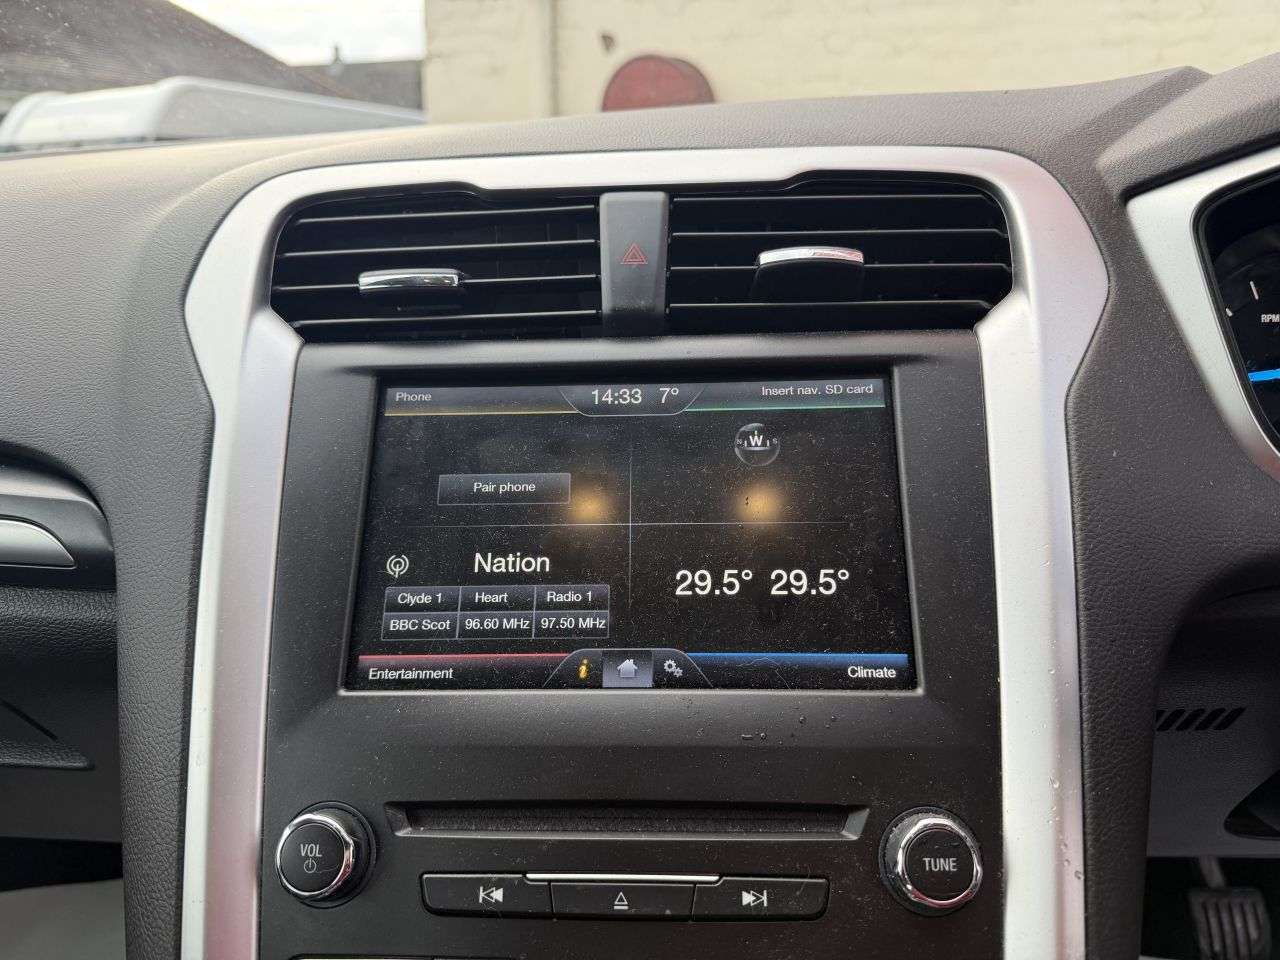 Phone
14:33 7°
Insert nav. SD card
N W S
Pair phone
Nation
29.5° 29.5°
Clyde 1 Heart Radio 1
BBC Scot 96.60 MHz 97.50 MHz
Entertainment
i
Climate
VOL
TUNE
1
RPM